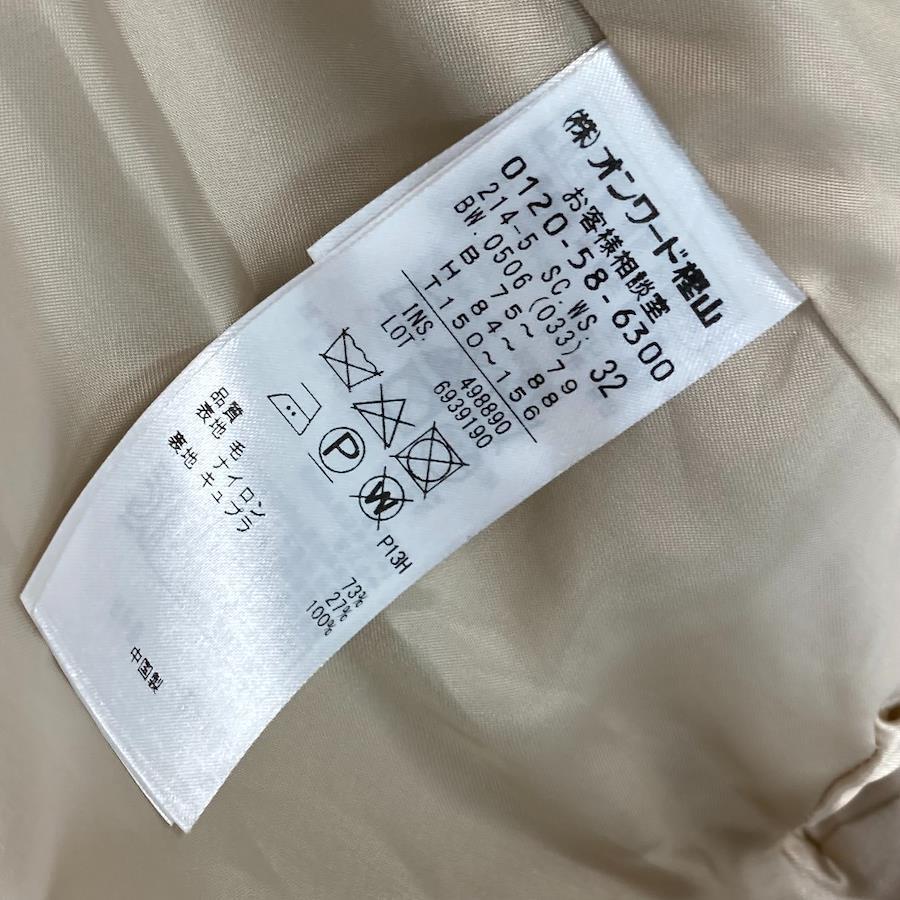 (株)オンワード樫山
お客様相談室
0120-58-6300
214-5 SC.WS. 32
BW.0506 (033)
B 75~ 79
H 84~ 88
T150~156
INS. 498890
LOT 6939190
P W P13H
品質
表地 毛 73%
ナイロン 27%
裏地 キュプラ 100%
中国製